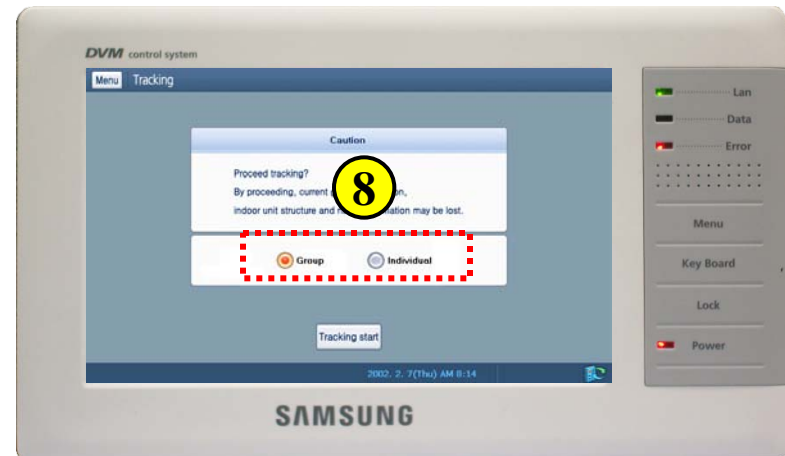 DVM control system
Menu Tracking
Caution
Proceed tracking?
By proceeding, current
indoor unit structure and may be lost.
8
Group Individual
Tracking start
2002. 2. 7(Thu) AM 8:14
SAMSUNG
Lan
Data
Error
Menu
Key Board
Lock
Power